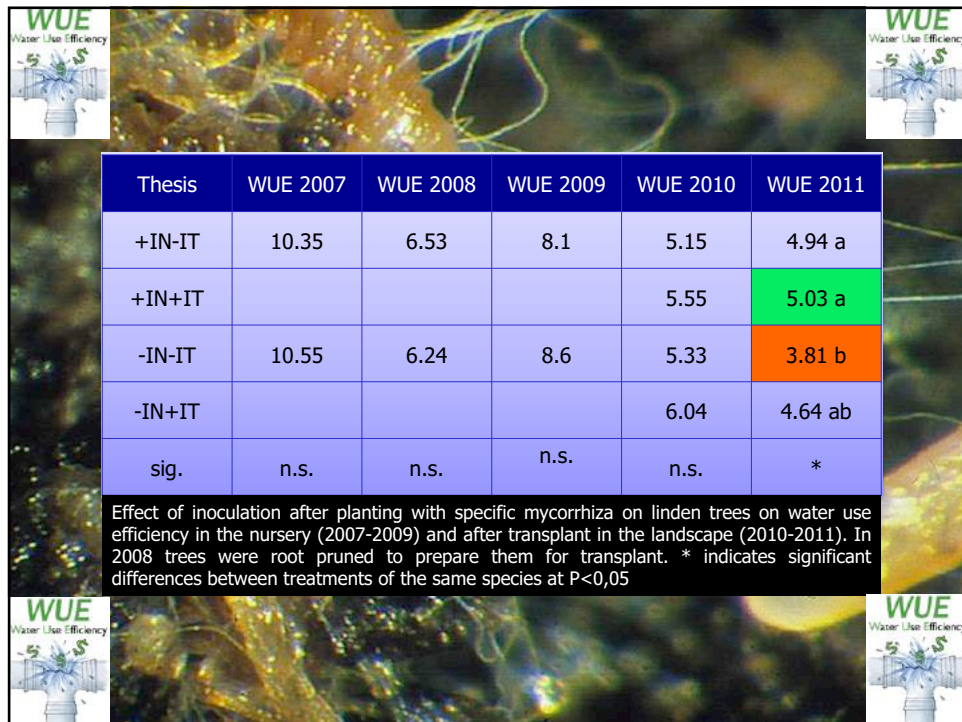 WUE
Water Use Efficiency
WUE
Water Use Efficiency
Thesis WUE 2007 WUE 2008 WUE 2009 WUE 2010 WUE 2011
+IN-IT 10.35 6.53 8.1 5.15 4.94 a
+IN+IT 5.55 5.03 a
-IN-IT 10.55 6.24 8.6 5.33 3.81 b
-IN+IT 6.04 4.64 ab
sig. n.s. n.s. n.s. n.s. *
Effect of inoculation after planting with specific mycorrhiza on linden trees on water use
efficiency in the nursery (2007-2009) and after transplant in the landscape (2010-2011). In
2008 trees were root pruned to prepare them for transplant. * indicates significant
differences between treatments of the same species at P<0,05
WUE
Water Use Efficiency
WUE
Water Use Efficiency